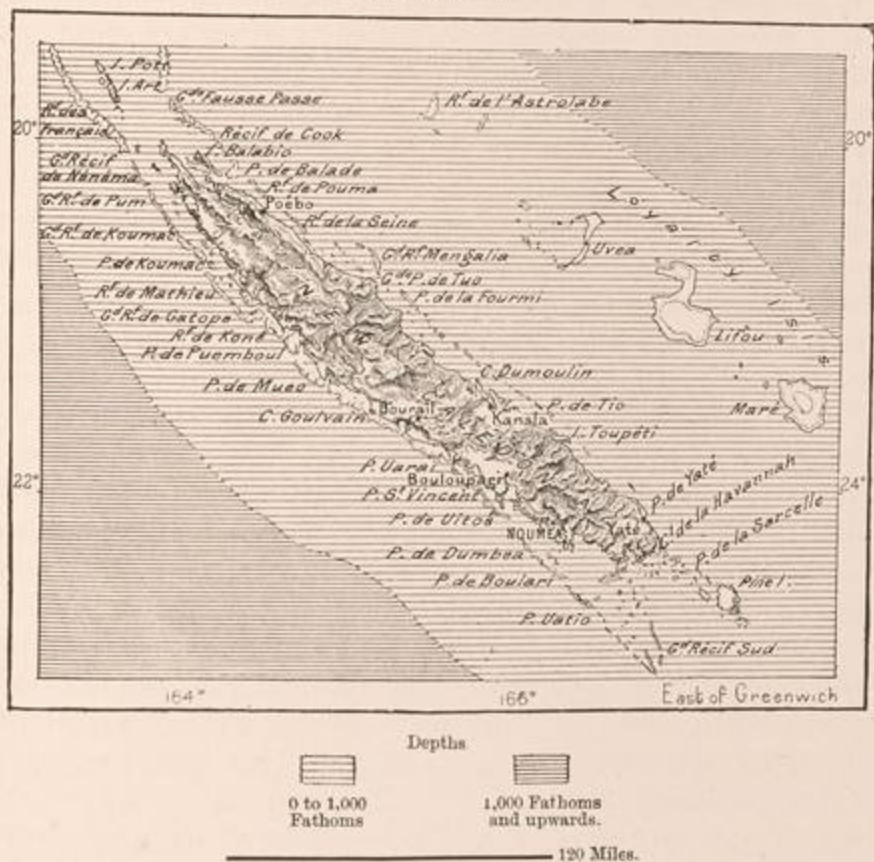 I. Pott
I. Art
Gde Fausse Passe
Rf. de l'Astrolabe
Rf. des Français
20°
20°
Récif de Cook
I. Balabio
Gd. Récif de Nénéma
P. de Balade
Rf. de Pouma
Gd. Rf. de Pum
Poébo
Loyalty Isls
Rf. de la Seine
Gd. Rf. de Koumac
Uvea
Gd. Rf. Mengalia
P. de Koumac
Gde P. de Tuo
Rf. de Mathieu
P. de la Fourmi
Gd. Rf. de Gatope
Rf. de Koné
Lifou
P. de Puemboul
C. Dumoulin
P. de Mueo
P. de Tio
Maré
Bourail
C. Goulvain
Kanala
I. Toupéti
P. Uarai
22°
24°
Bouloupari
P. de Yaté
P. St. Vincent
P. de Uitoé
NOUMEA
Yaté
Cl. de la Havannah
P. de la Sarcelle
P. de Dumbea
P. de Boulari
Pine I.
P. Uatio
Gd. Récif Sud
164°
166°
East of Greenwich
Depths
0 to 1,000
Fathoms
1,000 Fathoms
and upwards.
120 Miles.